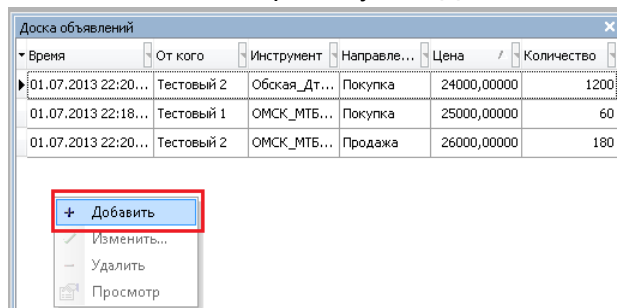 Доска объявлений
Время От кого Инструмент Направле... Цена Количество
01.07.2013 22:20... Тестовый 2 Обская_Дт... Покупка 24000,00000 1200
01.07.2013 22:18... Тестовый 1 ОМСК_МТБ... Покупка 25000,00000 60
01.07.2013 22:20... Тестовый 2 ОМСК_МТБ... Продажа 26000,00000 180
Добавить
Изменить...
Удалить
Просмотр